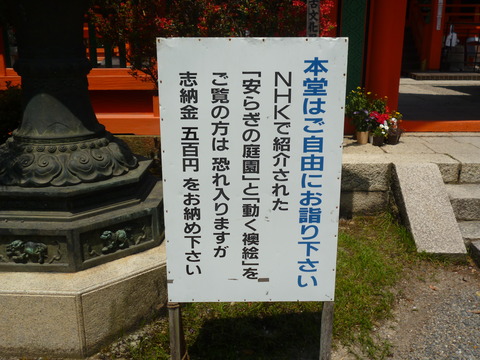 本堂はご自由にお詣り下さい
NHKで紹介された
「安らぎの庭園」と「動く襖絵」を
ご覧の方は 恐れ入りますが
志納金 五百円 をお納め下さい